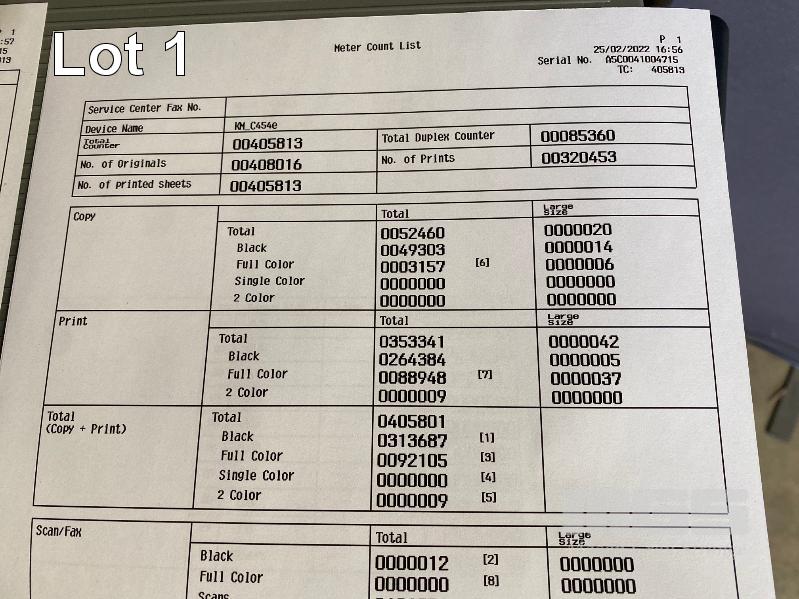 Lot 1
Meter Count List
P 1
25/02/2022 16:56
Serial No. A5C0041004715
TC: 405813
Service Center Fax No.
Device Name KM_C454e
Total Counter 00405813 Total Duplex Counter 00085360
No. of Originals 00408016 No. of Prints 00320453
No. of printed sheets 00405813
Copy Total Large Size
Total 0052460 0000020
Black 0049303 0000014
Full Color 0003157 [6] 0000006
Single Color 0000000 0000000
2 Color 0000000 0000000
Print Total Large Size
Total 0353341 0000042
Black 0264384 0000005
Full Color 0088948 [7] 0000037
2 Color 0000009 0000000
Total
(Copy + Print)
Total 0405801
Black 0313687 [1]
Full Color 0092105 [3]
Single Color 0000000 [4]
2 Color 0000009 [5]
Scan/Fax Total Large Size
Black 0000012 [2] 0000000
Full Color 0000000 [8] 0000000
Scans